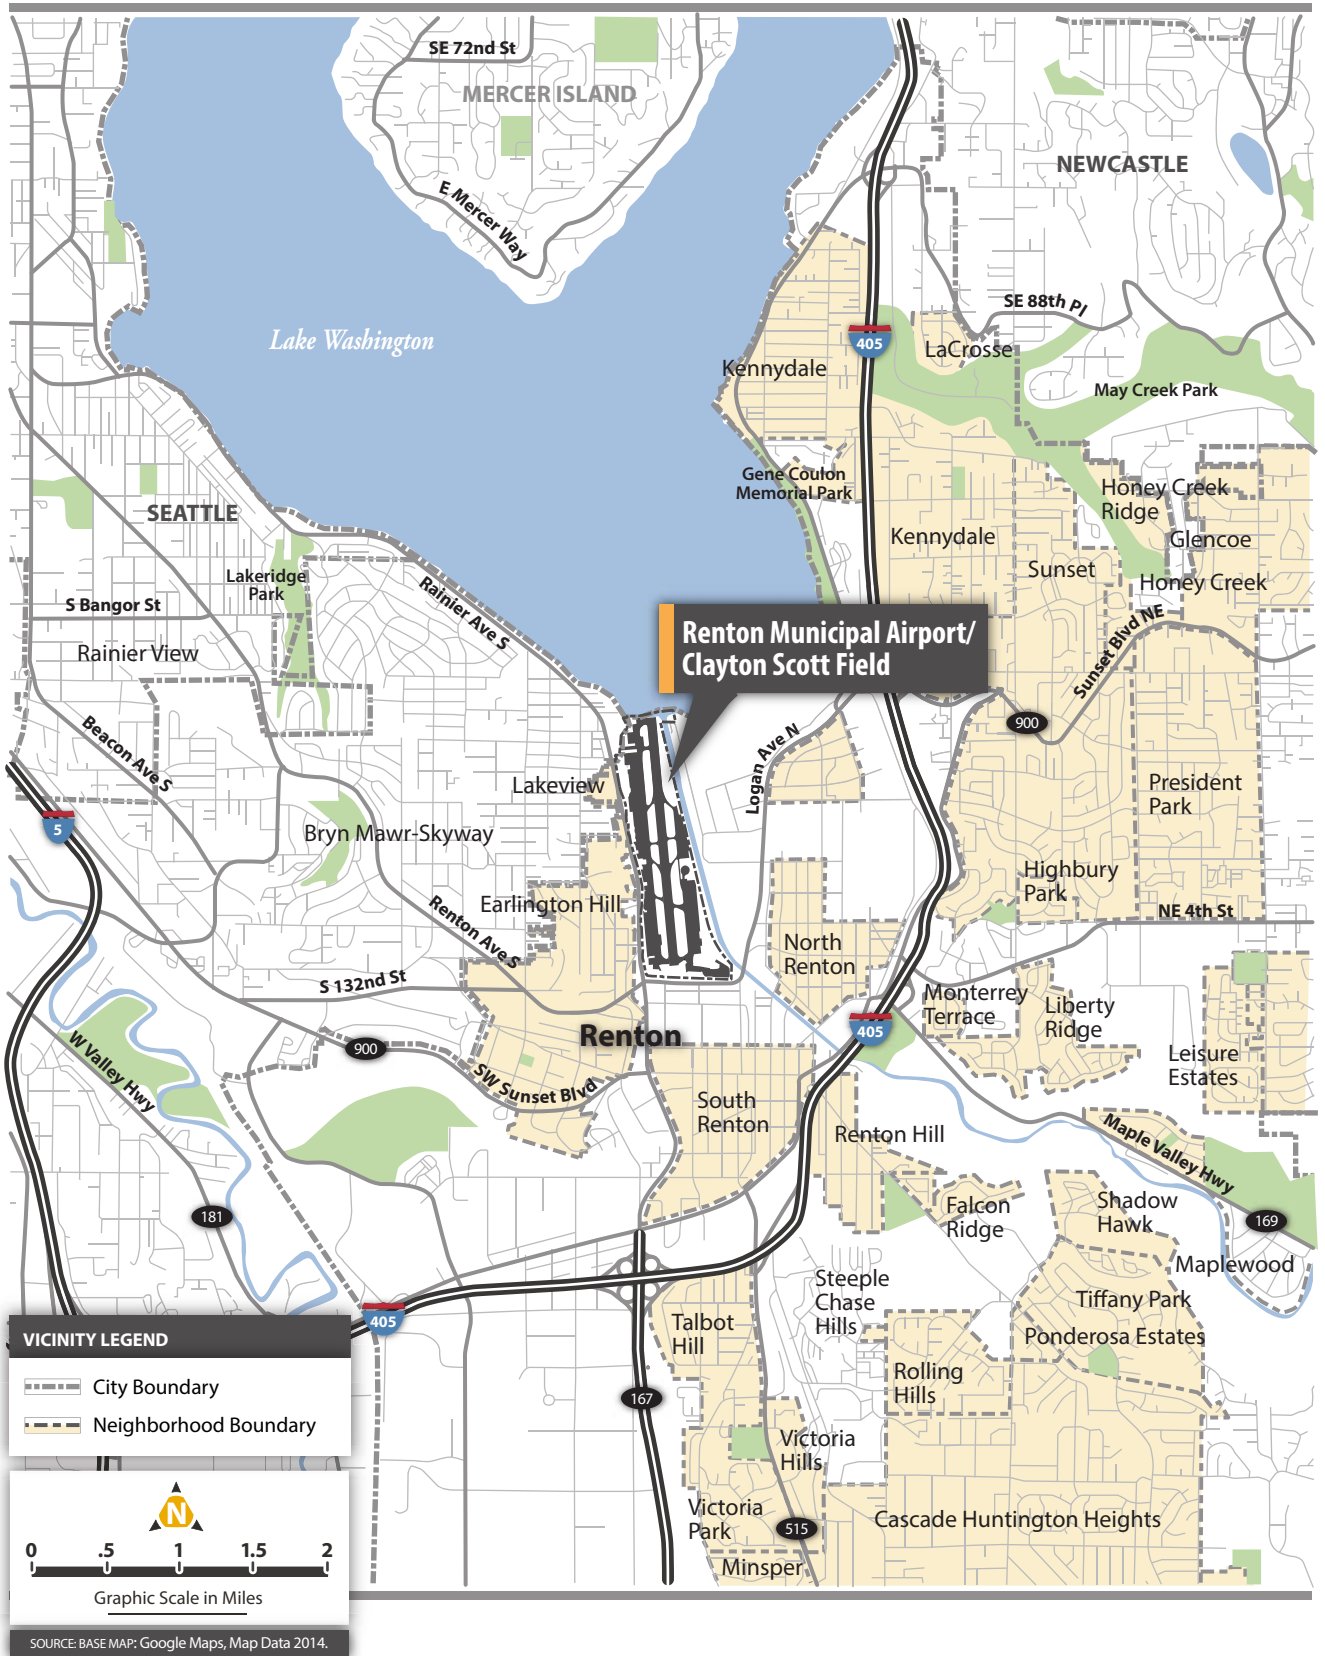 SE 72nd St
MERCER ISLAND
E Mercer Way
NEWCASTLE
SE 88th Pl
Lake Washington
405
LaCrosse
Kennydale
May Creek Park
Gene Coulon
Memorial Park
Honey Creek
Ridge
SEATTLE
Kennydale
Glencoe
Sunset
Honey Creek
Lakeridge
Park
S Bangor St
Rainier Ave S
Rainier View
Renton Municipal Airport/
Clayton Scott Field
Sunset Blvd NE
900
Beacon Ave S
Logan Ave N
Lakeview
President
Park
5
Bryn Mawr-Skyway
Highbury
Park
Earlington Hill
NE 4th St
Renton Ave S
North
Renton
S 132nd St
Monterrey
Terrace
Liberty
Ridge
Renton
405
900
W Valley Hwy
Leisure
Estates
SW Sunset Blvd
South
Renton
Renton Hill
Maple Valley Hwy
181
Falcon
Ridge
Shadow
Hawk
169
Maplewood
Steeple
Chase
Hills
Tiffany Park
405
Talbot
Hill
Ponderosa Estates
Rolling
Hills
167
Victoria
Hills
Victoria
Park
515
Cascade Huntington Heights
Minsper
VICINITY LEGEND
City Boundary
Neighborhood Boundary
N
0 .5 1 1.5 2
Graphic Scale in Miles
SOURCE: BASE MAP: Google Maps, Map Data 2014.